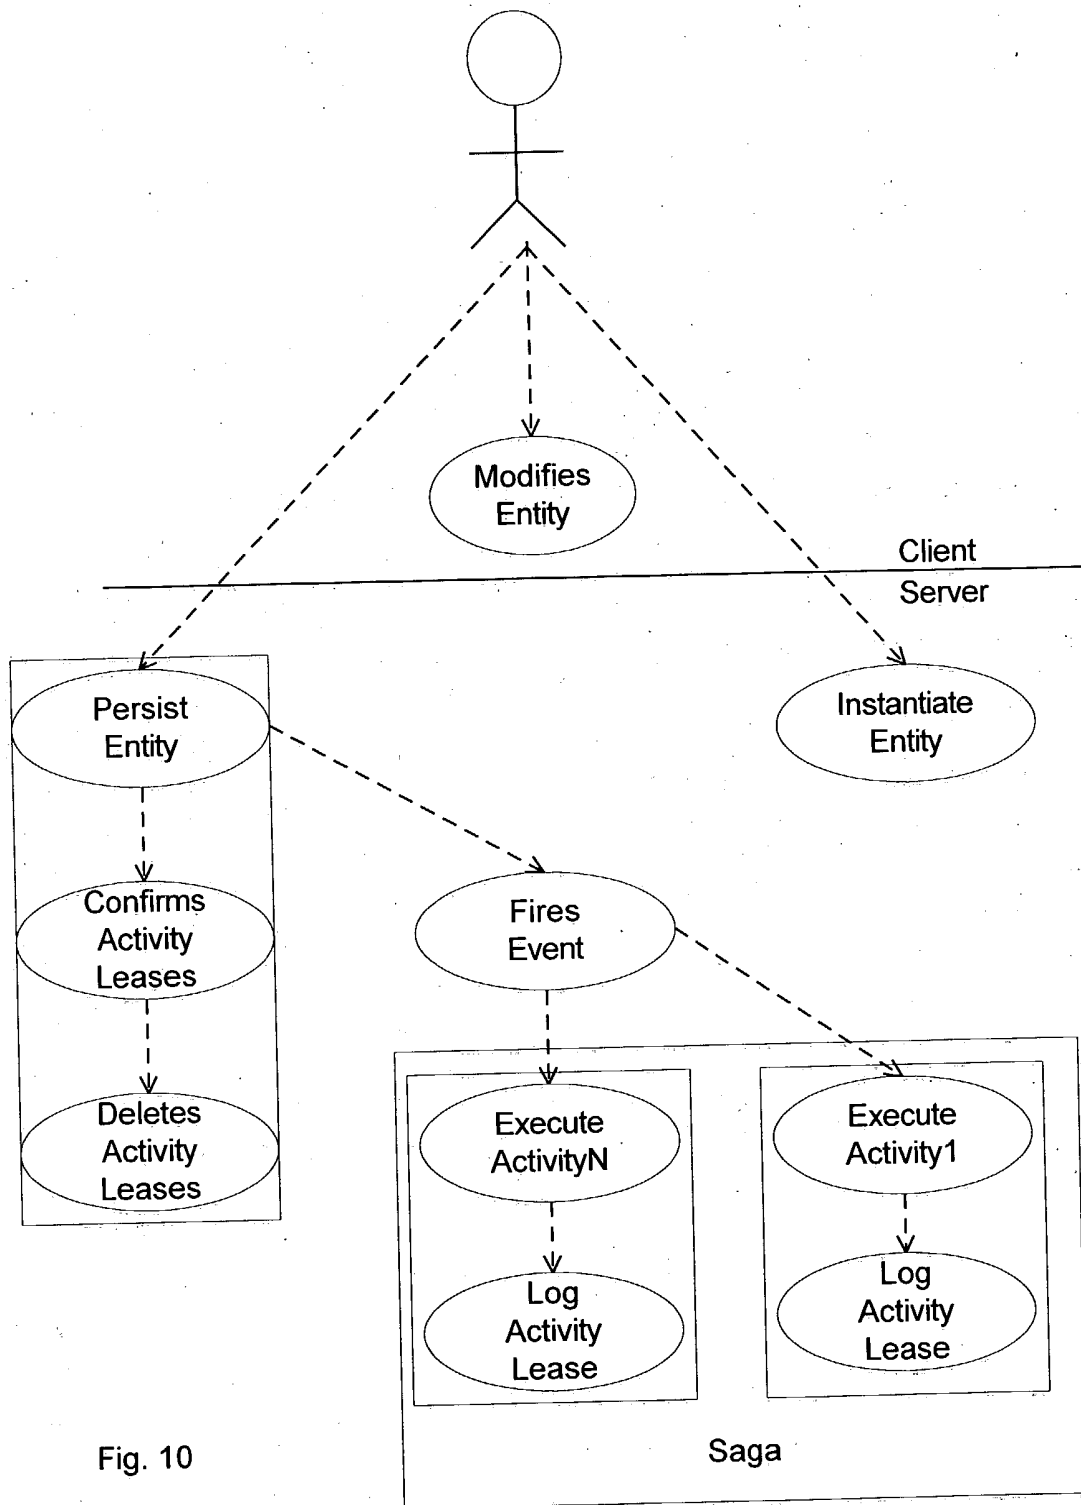 Modifies
Entity
Client
Server
Persist
Entity
Instantiate
Entity
Confirms
Activity
Leases
Fires
Event
Deletes
Activity
Leases
Execute
ActivityN
Execute
Activity1
Log
Activity
Lease
Log
Activity
Lease
Saga
Fig. 10